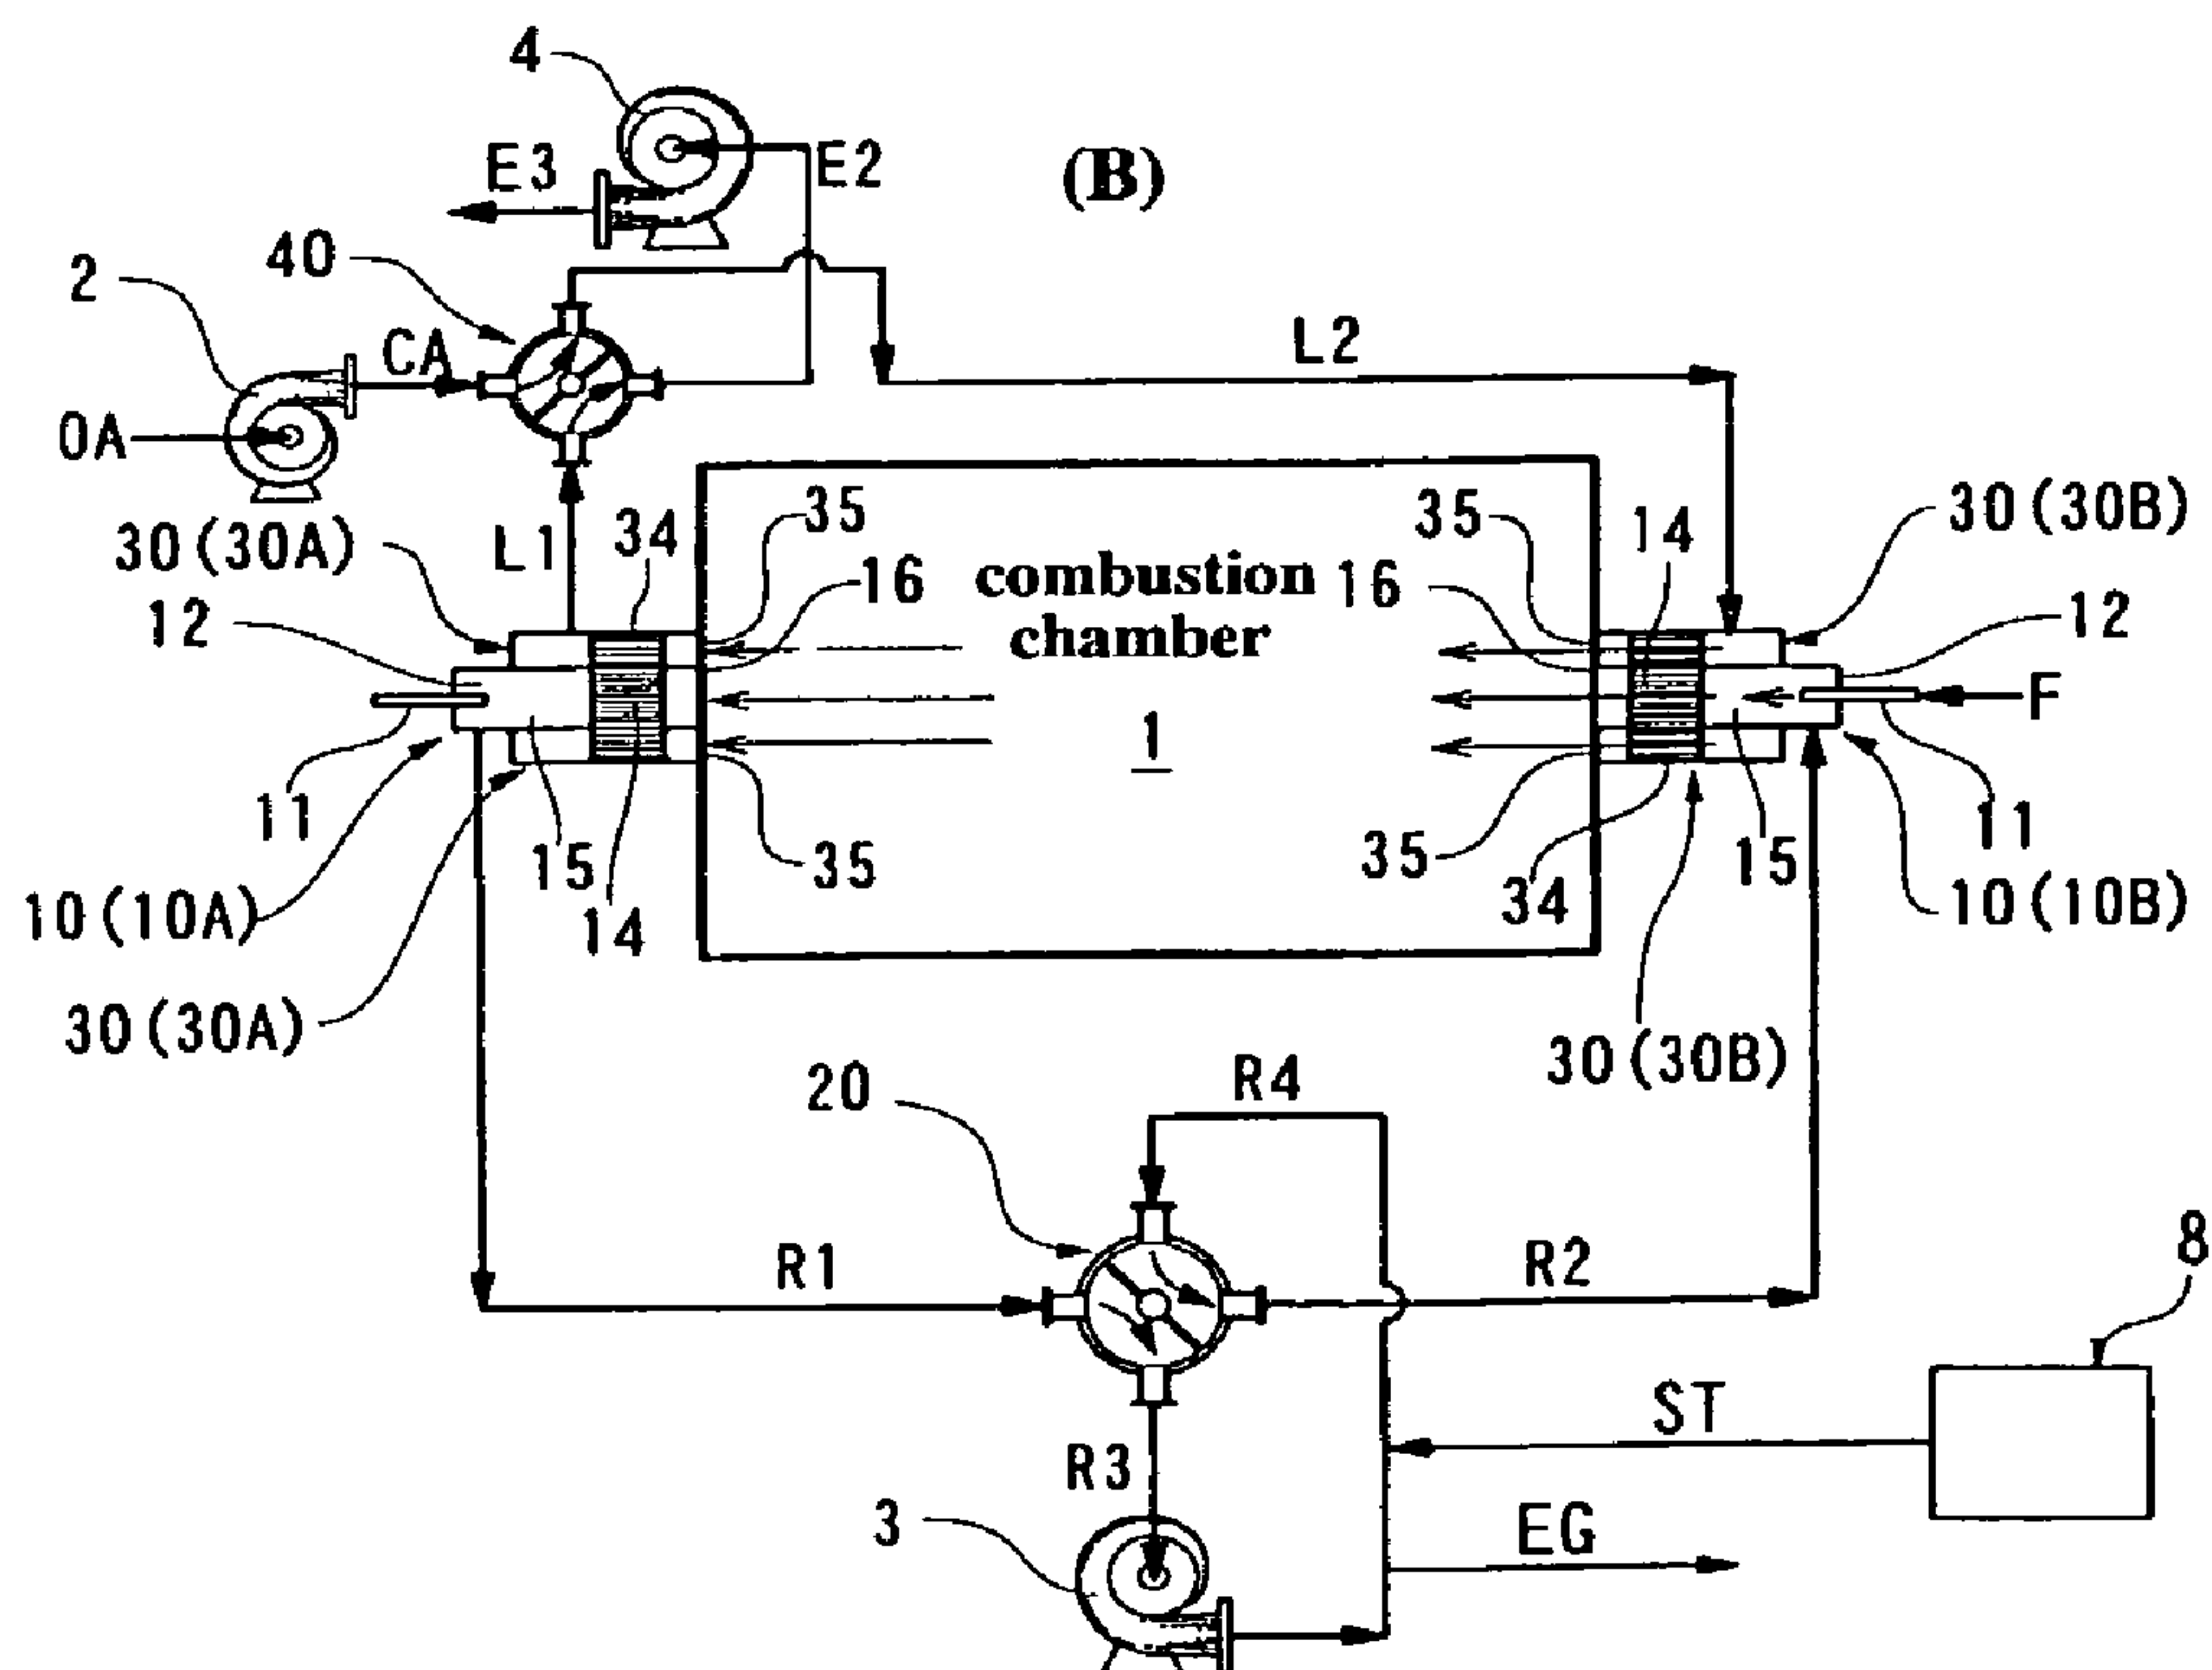 4
E3
E2
(B)
2
40
CA
L2
OA
30(30A)
L1
34
35
35
14
30(30B)
12
16
combustion
chamber
16
12
F
1
11
15
35
35
15
11
10(10A)
14
34
10(10B)
30(30A)
30(30B)
20
R4
R1
R2
8
ST
R3
3
EG